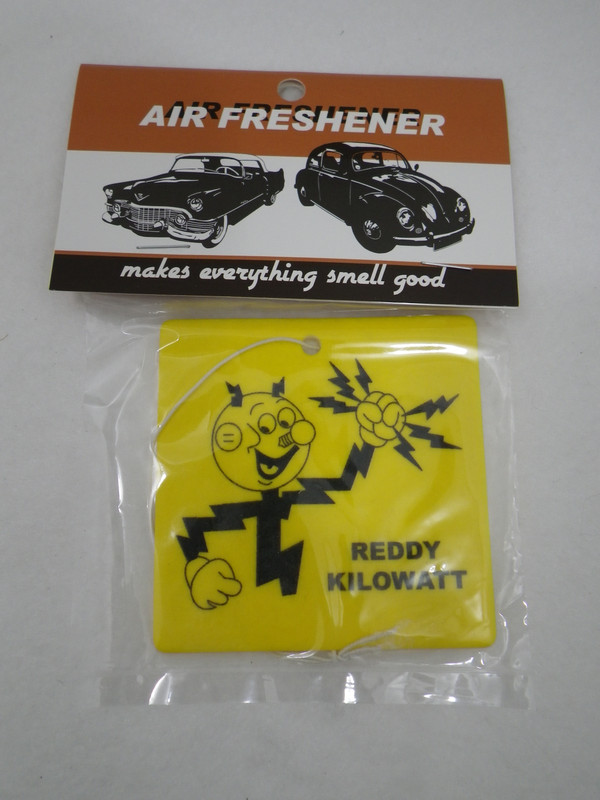 AIR FRESHENER
makes everything smell good
REDDY
KILOWATT